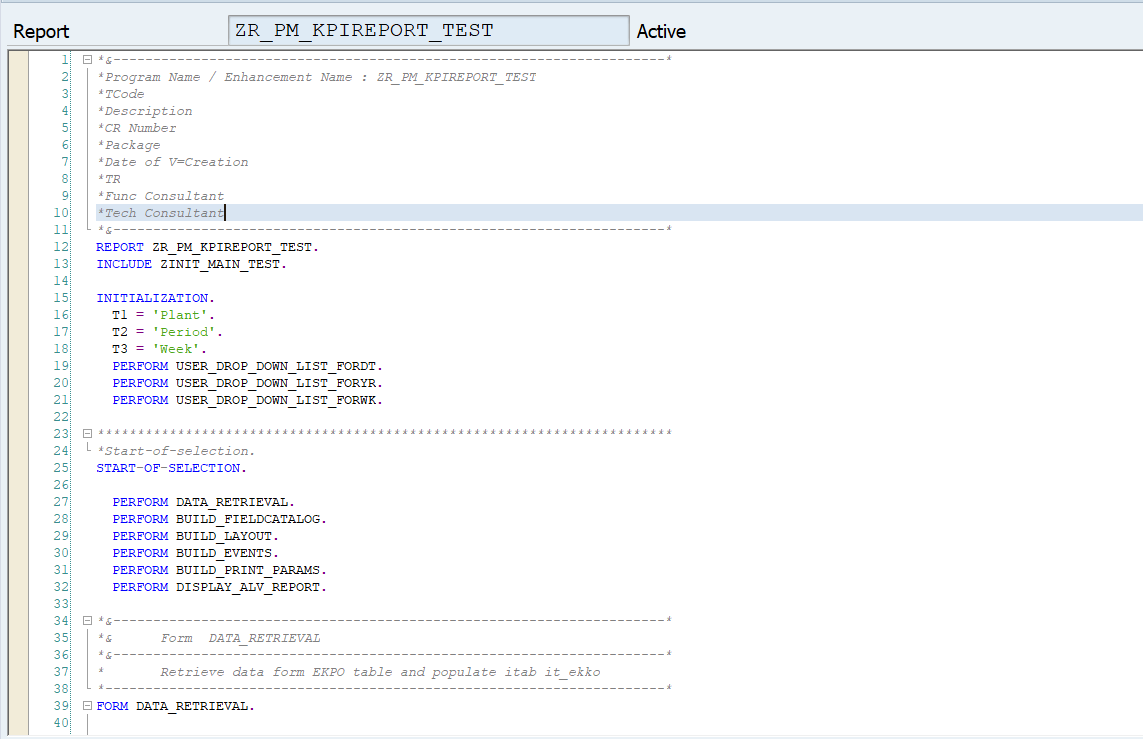 Report ZR_PM_KPIREPORT_TEST Active
1 *&---------------------------------------------------------------------*
2 *Program Name / Enhancement Name : ZR_PM_KPIREPORT_TEST
3 *TCode
4 *Description
5 *CR Number
6 *Package
7 *Date of V=Creation
8 *TR
9 *Func Consultant
10 *Tech Consultant
11 *&---------------------------------------------------------------------*
12 REPORT ZR_PM_KPIREPORT_TEST.
13 INCLUDE ZINIT_MAIN_TEST.
14
15 INITIALIZATION.
16 T1 = 'Plant'.
17 T2 = 'Period'.
18 T3 = 'Week'.
19 PERFORM USER_DROP_DOWN_LIST_FORDT.
20 PERFORM USER_DROP_DOWN_LIST_FORYR.
21 PERFORM USER_DROP_DOWN_LIST_FORWK.
22
23 ************************************************************************
24 *Start-of-selection.
25 START-OF-SELECTION.
26
27 PERFORM DATA_RETRIEVAL.
28 PERFORM BUILD_FIELDCATALOG.
29 PERFORM BUILD_LAYOUT.
30 PERFORM BUILD_EVENTS.
31 PERFORM BUILD_PRINT_PARAMS.
32 PERFORM DISPLAY_ALV_REPORT.
33
34 *&---------------------------------------------------------------------*
35 *& Form DATA_RETRIEVAL
36 *&---------------------------------------------------------------------*
37 * Retrieve data form EKPO table and populate itab it_ekko
38 *----------------------------------------------------------------------*
39 FORM DATA_RETRIEVAL.
40